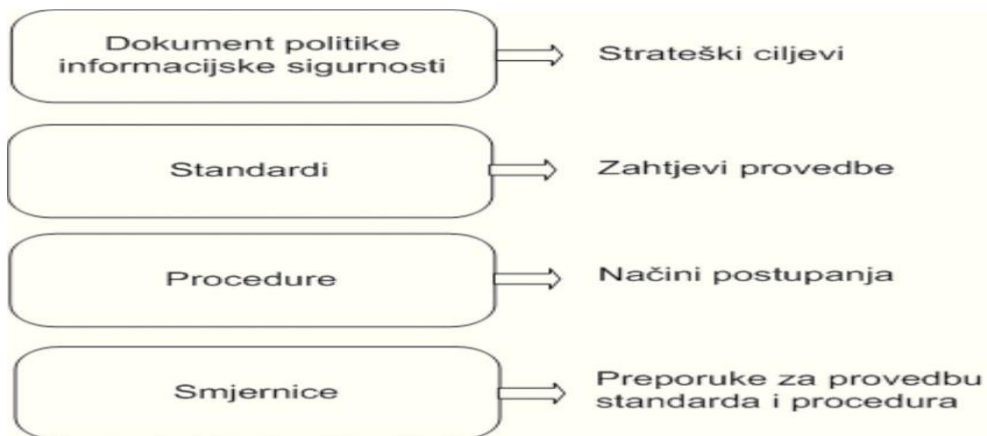 Dokument politike
informacijske sigurnosti
Strateški ciljevi
Standardi
Zahtjevi provedbe
Procedure
Načini postupanja
Smjernice
Preporuke za provedbu
standarda i procedura